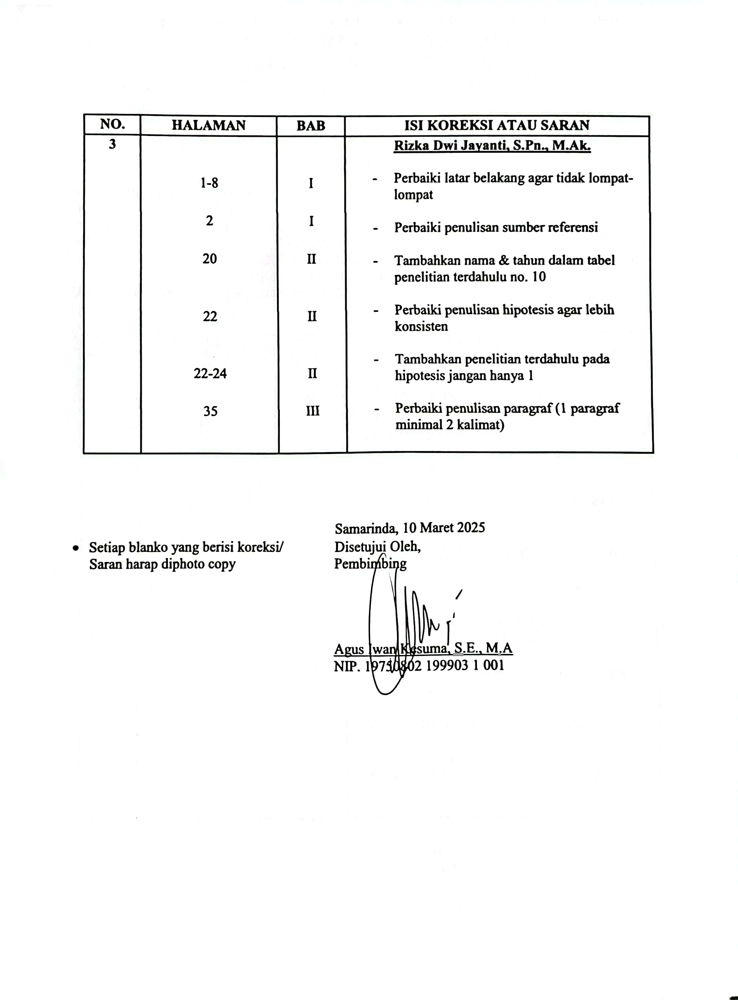 NO. HALAMAN BAB ISI KOREKSI ATAU SARAN
3 Rizka Dwi Jayanti, S.Pn., M.Ak.
1-8 I - Perbaiki latar belakang agar tidak lompat-
lompat
2 I - Perbaiki penulisan sumber referensi
20 II - Tambahkan nama & tahun dalam tabel
penelitian terdahulu no. 10
22 II - Perbaiki penulisan hipotesis agar lebih
konsisten
22-24 II - Tambahkan penelitian terdahulu pada
hipotesis jangan hanya 1
35 III - Perbaiki penulisan paragraf (1 paragraf
minimal 2 kalimat)
Samarinda, 10 Maret 2025
• Setiap blanko yang berisi koreksi/ Disetujui Oleh,
Saran harap diphoto copy Pembimbing
Agus Iwan Kesuma, S.E., M.A
NIP. 19750802 199903 1 001